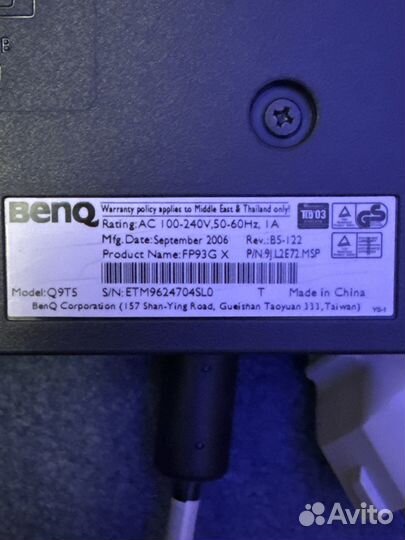 BenQ
Warranty policy applies to Middle East & Thailand only!
Rating: AC 100-240V, 50-60Hz, 1A
Mfg. Date: September 2006 Rev.: B5-122
Product Name: FP93G X P/N: 9J.L2E72.MSP
TCO'03
Model: Q9T5 S/N: ETM9624704SL0 T Made in China
BenQ Corporation (157 Shan-Ying Road, Gueishan Taoyuan 333, Taiwan)
Avito